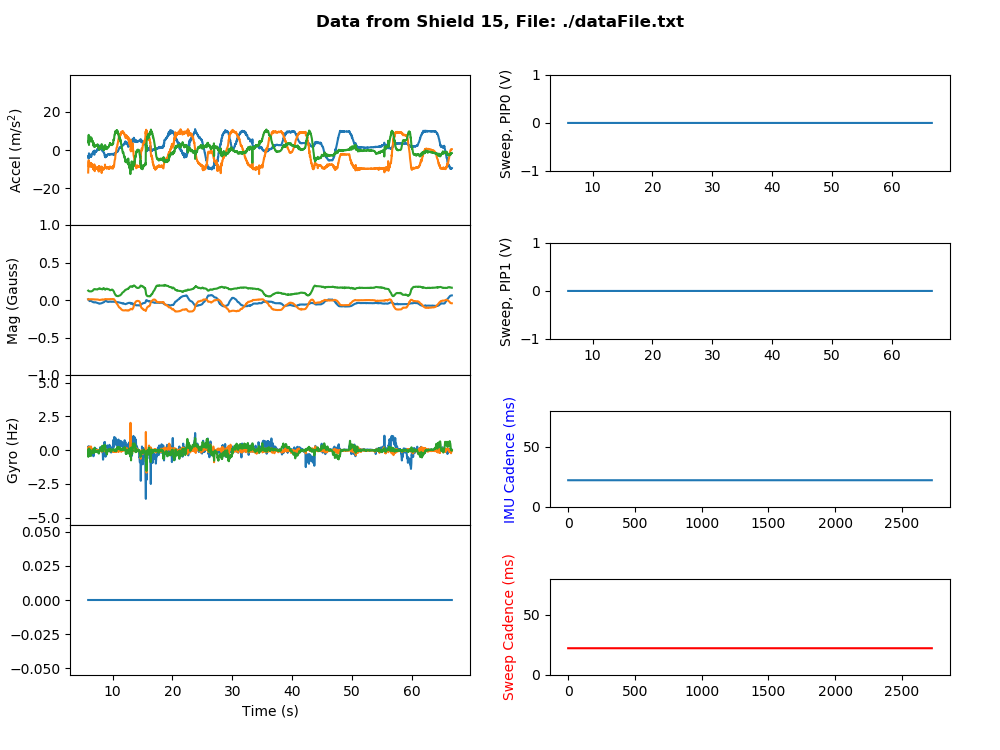 Data from Shield 15, File: ./dataFile.txt
Accel (m/s²)
20
0
−20
Mag (Gauss)
1.0
0.5
0.0
−0.5
−1.0
Gyro (Hz)
5.0
2.5
0.0
−2.5
−5.0
0.050
0.025
0.000
−0.025
−0.050
10 20 30 40 50 60
Time (s)
Sweep, PIP0 (V)
1
0
−1
10 20 30 40 50 60
Sweep, PIP1 (V)
1
0
−1
10 20 30 40 50 60
IMU Cadence (ms)
50
0
0 500 1000 1500 2000 2500
Sweep Cadence (ms)
50
0
0 500 1000 1500 2000 2500